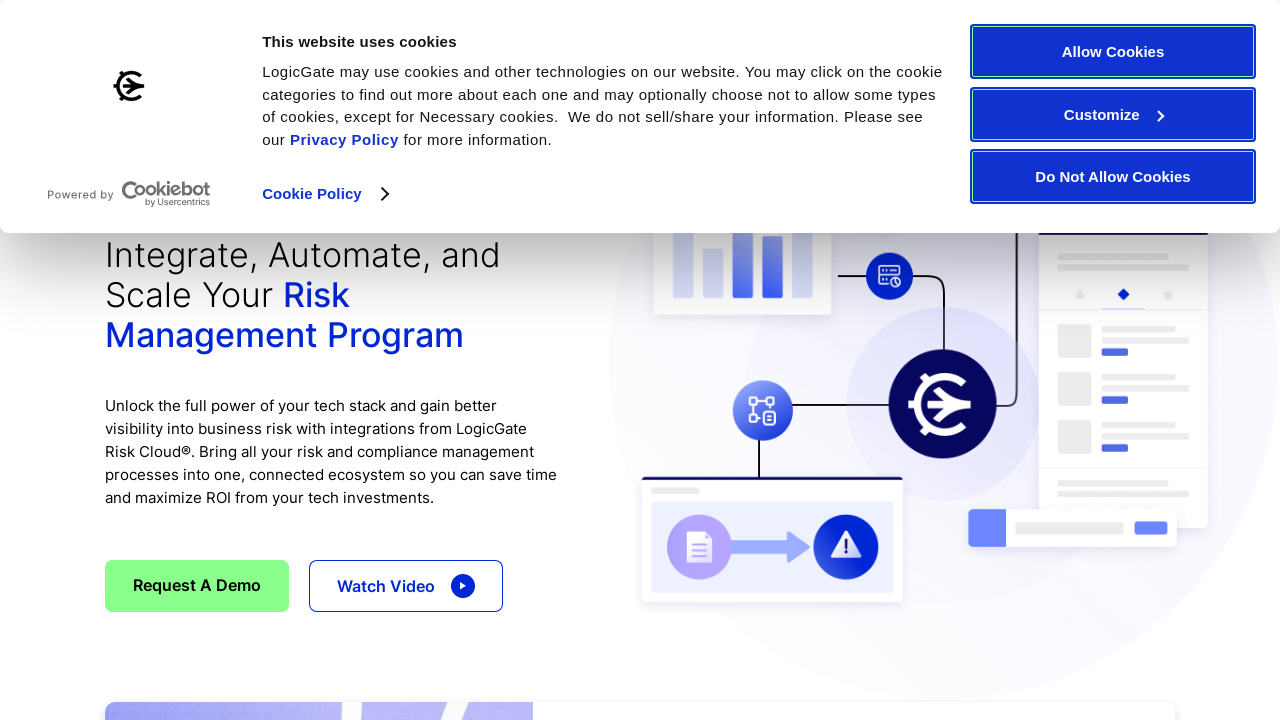 This website uses cookies
LogicGate may use cookies and other technologies on our website. You may click on the cookie
categories to find out more about each one and may optionally choose not to allow some types
of cookies, except for Necessary cookies.  We do not sell/share your information. Please see
our Privacy Policy for more information.
Cookie Policy
Powered by Cookiebot
by Usercentrics
Allow Cookies
Customize
Do Not Allow Cookies
Integrate, Automate, and
Scale Your Risk
Management Program
Unlock the full power of your tech stack and gain better
visibility into business risk with integrations from LogicGate
Risk Cloud®. Bring all your risk and compliance management
processes into one, connected ecosystem so you can save time
and maximize ROI from your tech investments.
Request A Demo
Watch Video